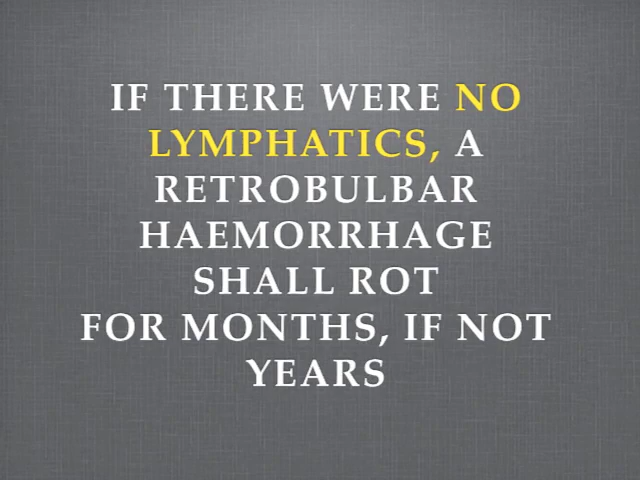 IF THERE WERE NO
LYMPHATICS, A
RETROBULBAR
HAEMORRHAGE
SHALL ROT
FOR MONTHS, IF NOT
YEARS